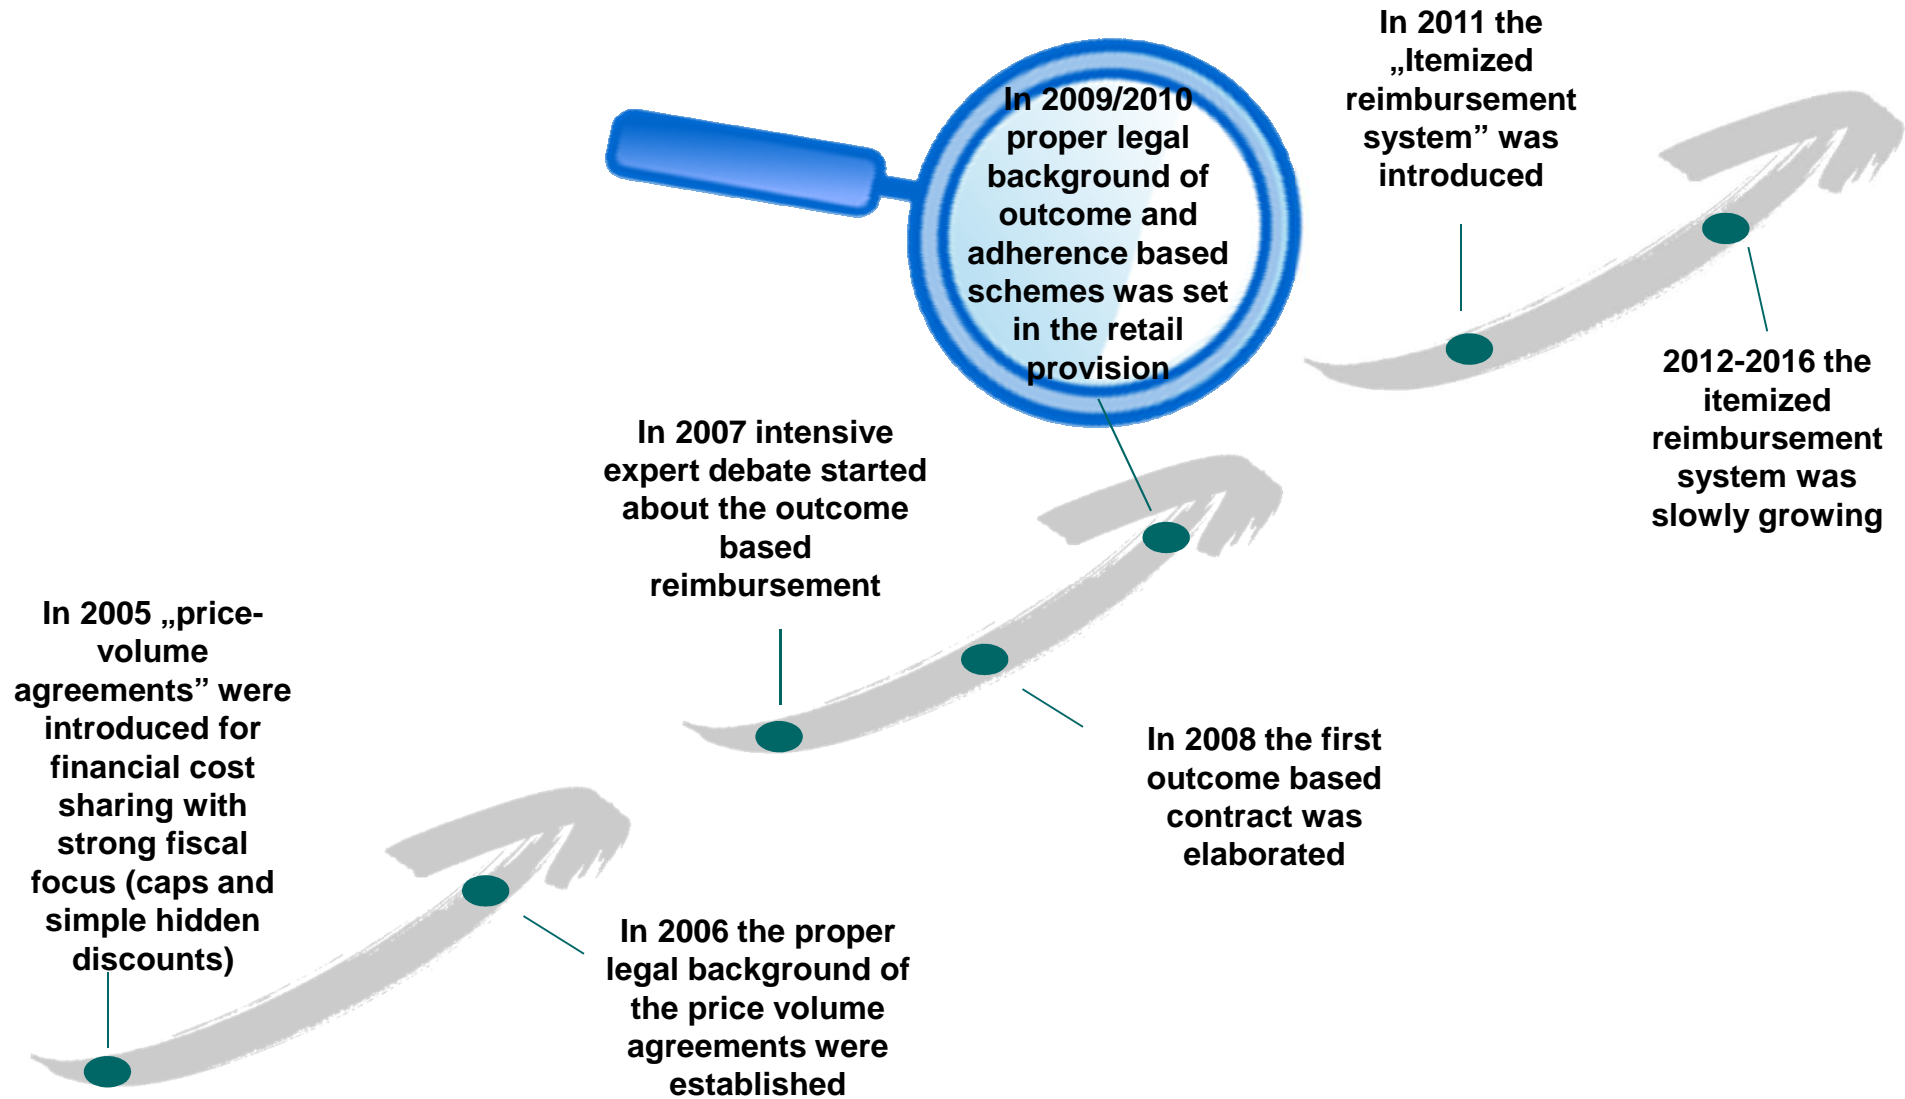 In 2005 „price-
volume
agreements” were
introduced for
financial cost
sharing with
strong fiscal
focus (caps and
simple hidden
discounts)
In 2006 the proper
legal background of
the price volume
agreements were
established
In 2007 intensive
expert debate started
about the outcome
based
reimbursement
In 2008 the first
outcome based
contract was
elaborated
In 2009/2010
proper legal
background of
outcome and
adherence based
schemes was set
in the retail
provision
In 2011 the
„Itemized
reimbursement
system” was
introduced
2012-2016 the
itemized
reimbursement
system was
slowly growing